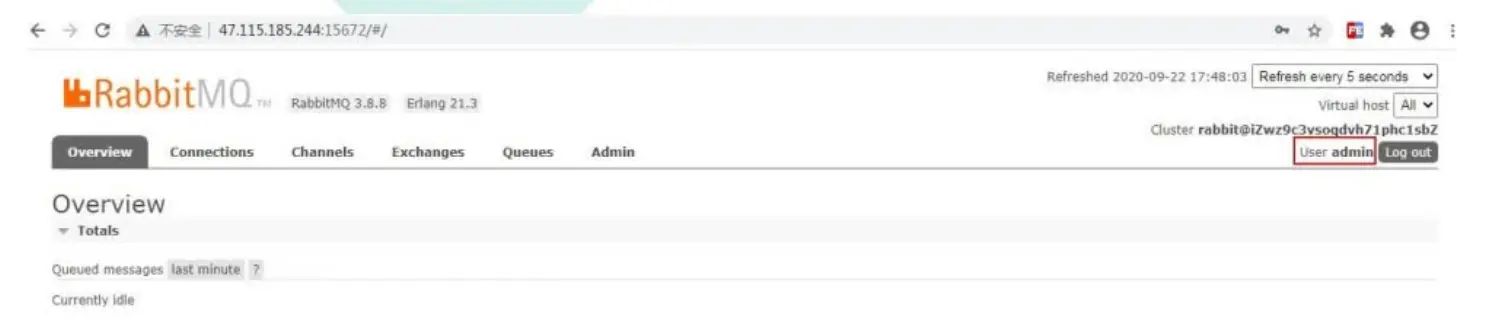 不安全 | 47.115.185.244:15672/#/
RabbitMQ TM RabbitMQ 3.8.8 Erlang 21.3
Refreshed 2020-09-22 17:48:03 Refresh every 5 seconds
Virtual host All
Cluster rabbit@iZwz9c3vsoqdvh71phc1sbZ
User admin Log out
Overview Connections Channels Exchanges Queues Admin
Overview
Totals
Queued messages last minute ?
Currently idle